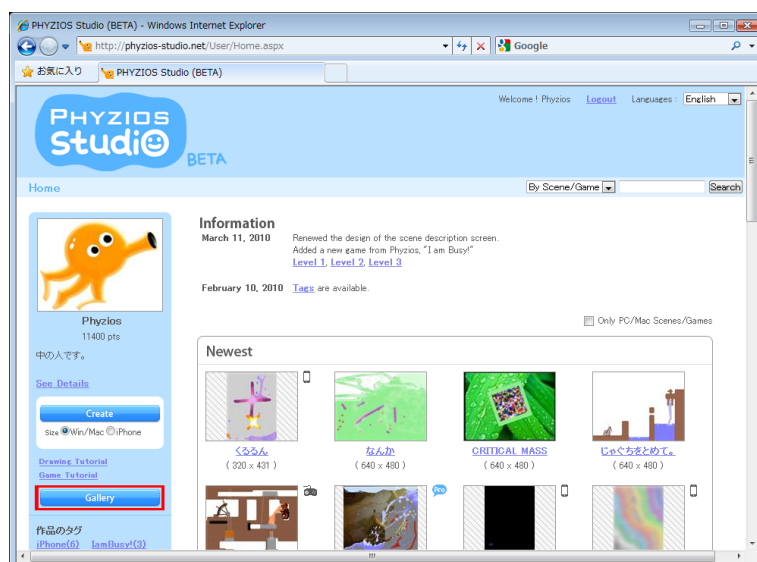 PHYZIOS Studio (BETA) - Windows Internet Explorer
http://phyzios-studio.net/User/Home.aspx
Google
お気に入り
PHYZIOS Studio (BETA)
Welcome ! Phyzios Logout Languages : English
PHYZIOS
Studio
BETA
Home
By Scene/Game Search
Information
March 11, 2010 Renewed the design of the scene description screen.
Added a new game from Phyzios, "I am Busy!"
Level 1, Level 2, Level 3
February 10, 2010 Tags are available.
Only PC/Mac Scenes/Games
Phyzios
11400 pts
中の人です。
See Details
Create
Size Win/Mac iPhone
Drawing Tutorial
Game Tutorial
Gallery
作品のタグ
iPhone(6) IamBusy!(3)
Newest
くるるん
( 320 x 431 )
なんか
( 640 x 480 )
CRITICAL MASS
( 640 x 480 )
じゃぐちをとめて。
( 640 x 480 )
Pro